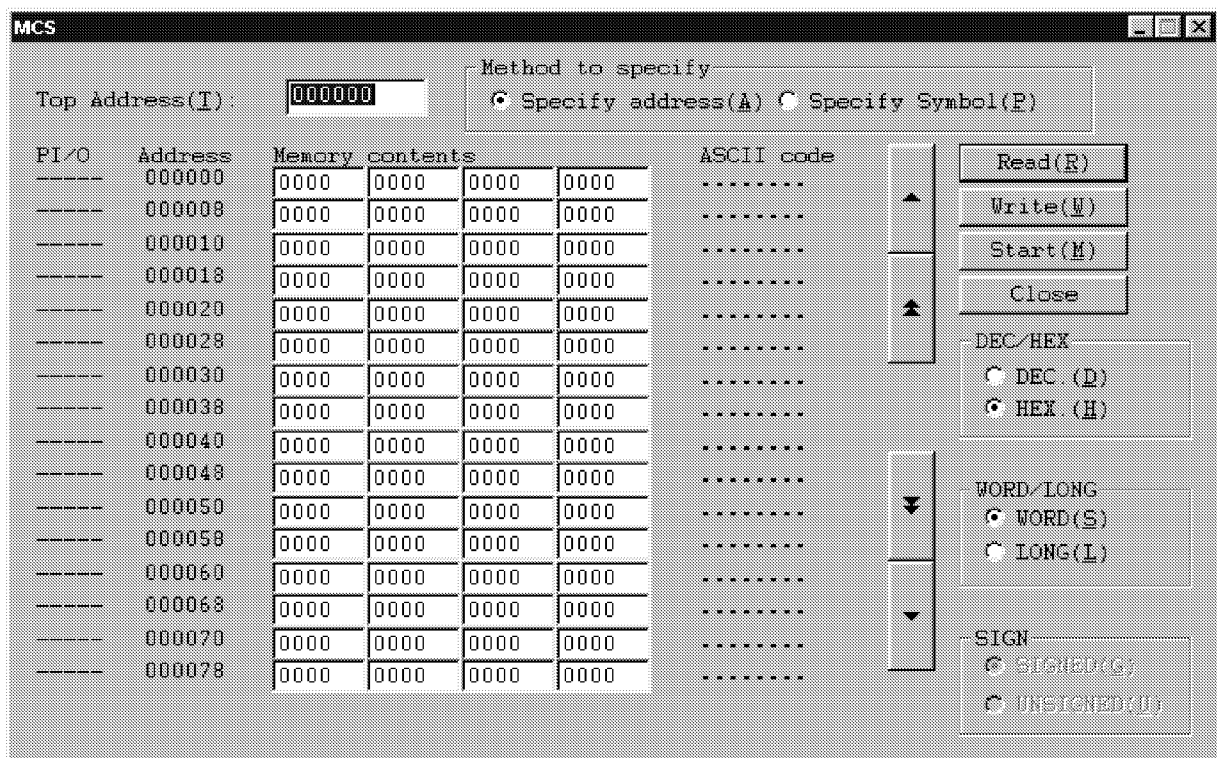 MCS
Method to specify
Top Address(T). 000000 Specify address(A) Specify Symbol(P)
PI/O Address Memory contents ASCII code Read(R)
----- 000000 0000 0000 0000 0000 ........
----- 000008 0000 0000 0000 0000 ........ Write(W)
----- 000010 0000 0000 0000 0000 ........ Start(M)
----- 000018 0000 0000 0000 0000 ........ Close
----- 000020 0000 0000 0000 0000 ........
----- 000028 0000 0000 0000 0000 ........ DEC/HEX
----- 000030 0000 0000 0000 0000 ........ DEC.(D)
----- 000038 0000 0000 0000 0000 ........ HEX.(H)
----- 000040 0000 0000 0000 0000 ........
----- 000048 0000 0000 0000 0000 ........ WORD/LONG
----- 000050 0000 0000 0000 0000 ........ WORD(S)
----- 000058 0000 0000 0000 0000 ........ LONG(L)
----- 000060 0000 0000 0000 0000 ........
----- 000068 0000 0000 0000 0000 ........
----- 000070 0000 0000 0000 0000 ........ SIGN
----- 000078 0000 0000 0000 0000 ........ SIGNED(G)
UNSIGNED(U)